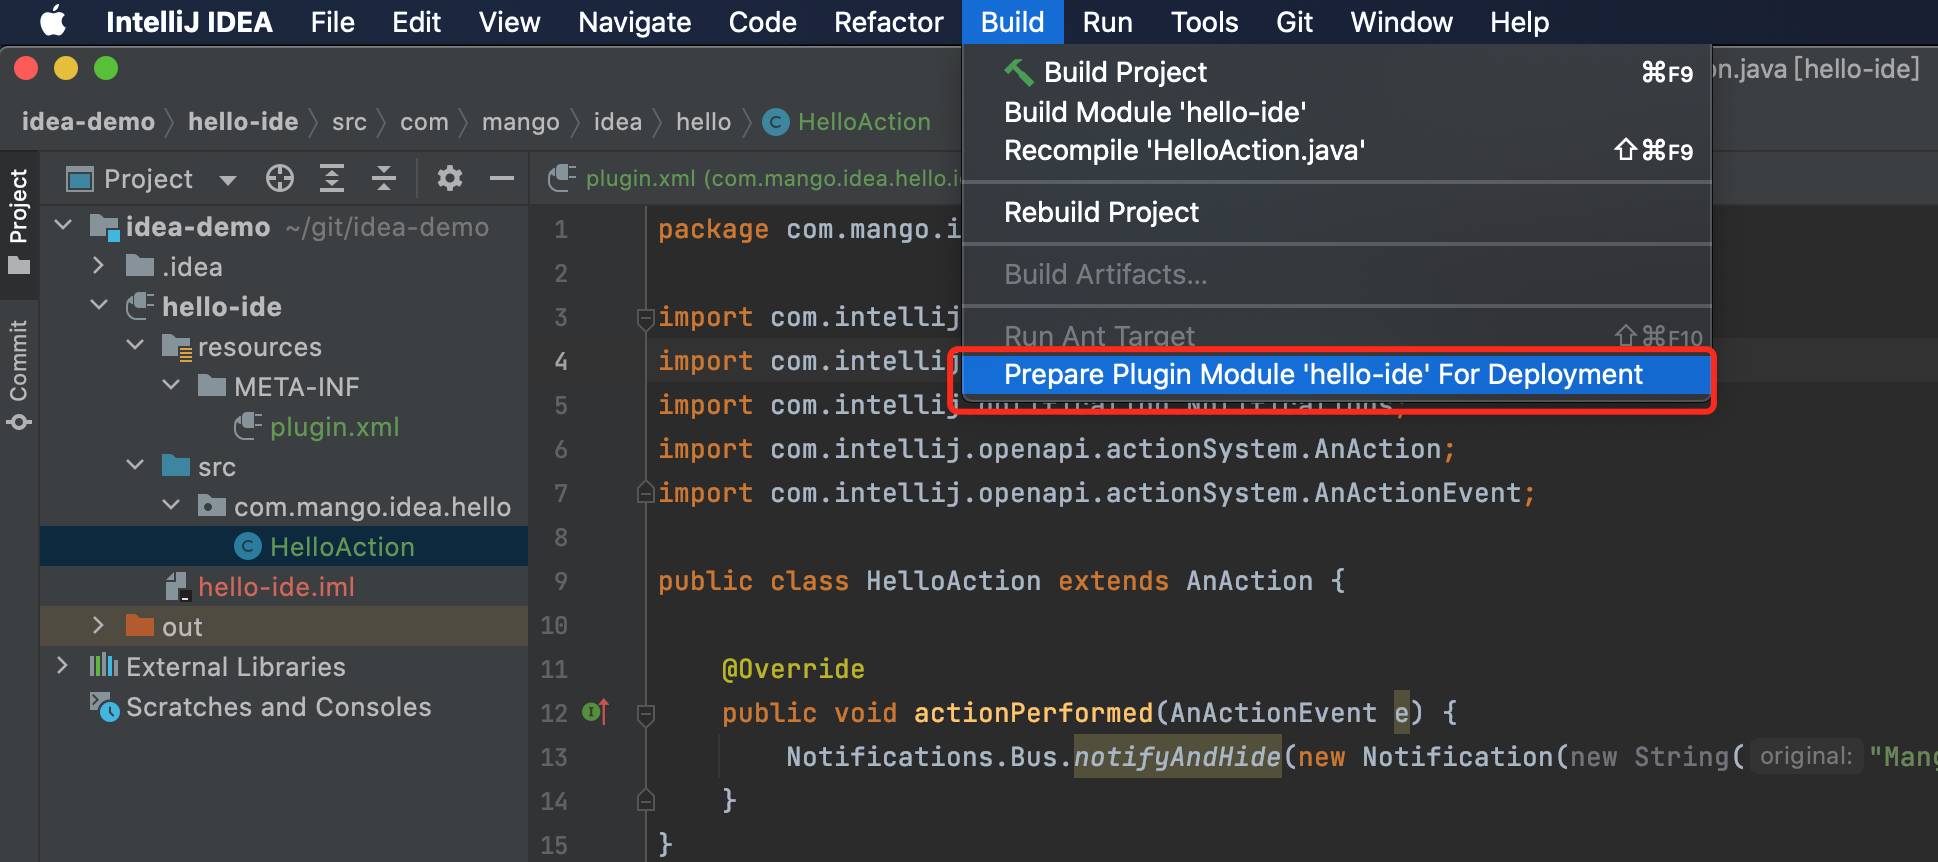 IntelliJ IDEA File Edit View Navigate Code Refactor Build Run Tools Git Window Help
n.java [hello-ide]
idea-demo hello-ide src com mango idea hello HelloAction
Build Project ⌘F9
Build Module 'hello-ide'
Recompile 'HelloAction.java' ⇧⌘F9
Rebuild Project
Build Artifacts...
Run Ant Target ⇧⌘F10
Prepare Plugin Module 'hello-ide' For Deployment
Project
Commit
Project
idea-demo ~/git/idea-demo
.idea
hello-ide
resources
META-INF
plugin.xml
src
com.mango.idea.hello
C HelloAction
hello-ide.iml
out
External Libraries
Scratches and Consoles
plugin.xml (com.mango.idea.hello.i
1 package com.mango.i
2
3 import com.intellij
4 import com.intellij
5 import com.intellij.notification.Notifications;
6 import com.intellij.openapi.actionSystem.AnAction;
7 import com.intellij.openapi.actionSystem.AnActionEvent;
8
9 public class HelloAction extends AnAction {
10
11 @Override
12 public void actionPerformed(AnActionEvent e) {
13 Notifications.Bus.notifyAndHide(new Notification(new String( original: "Mang
14 }
15 }